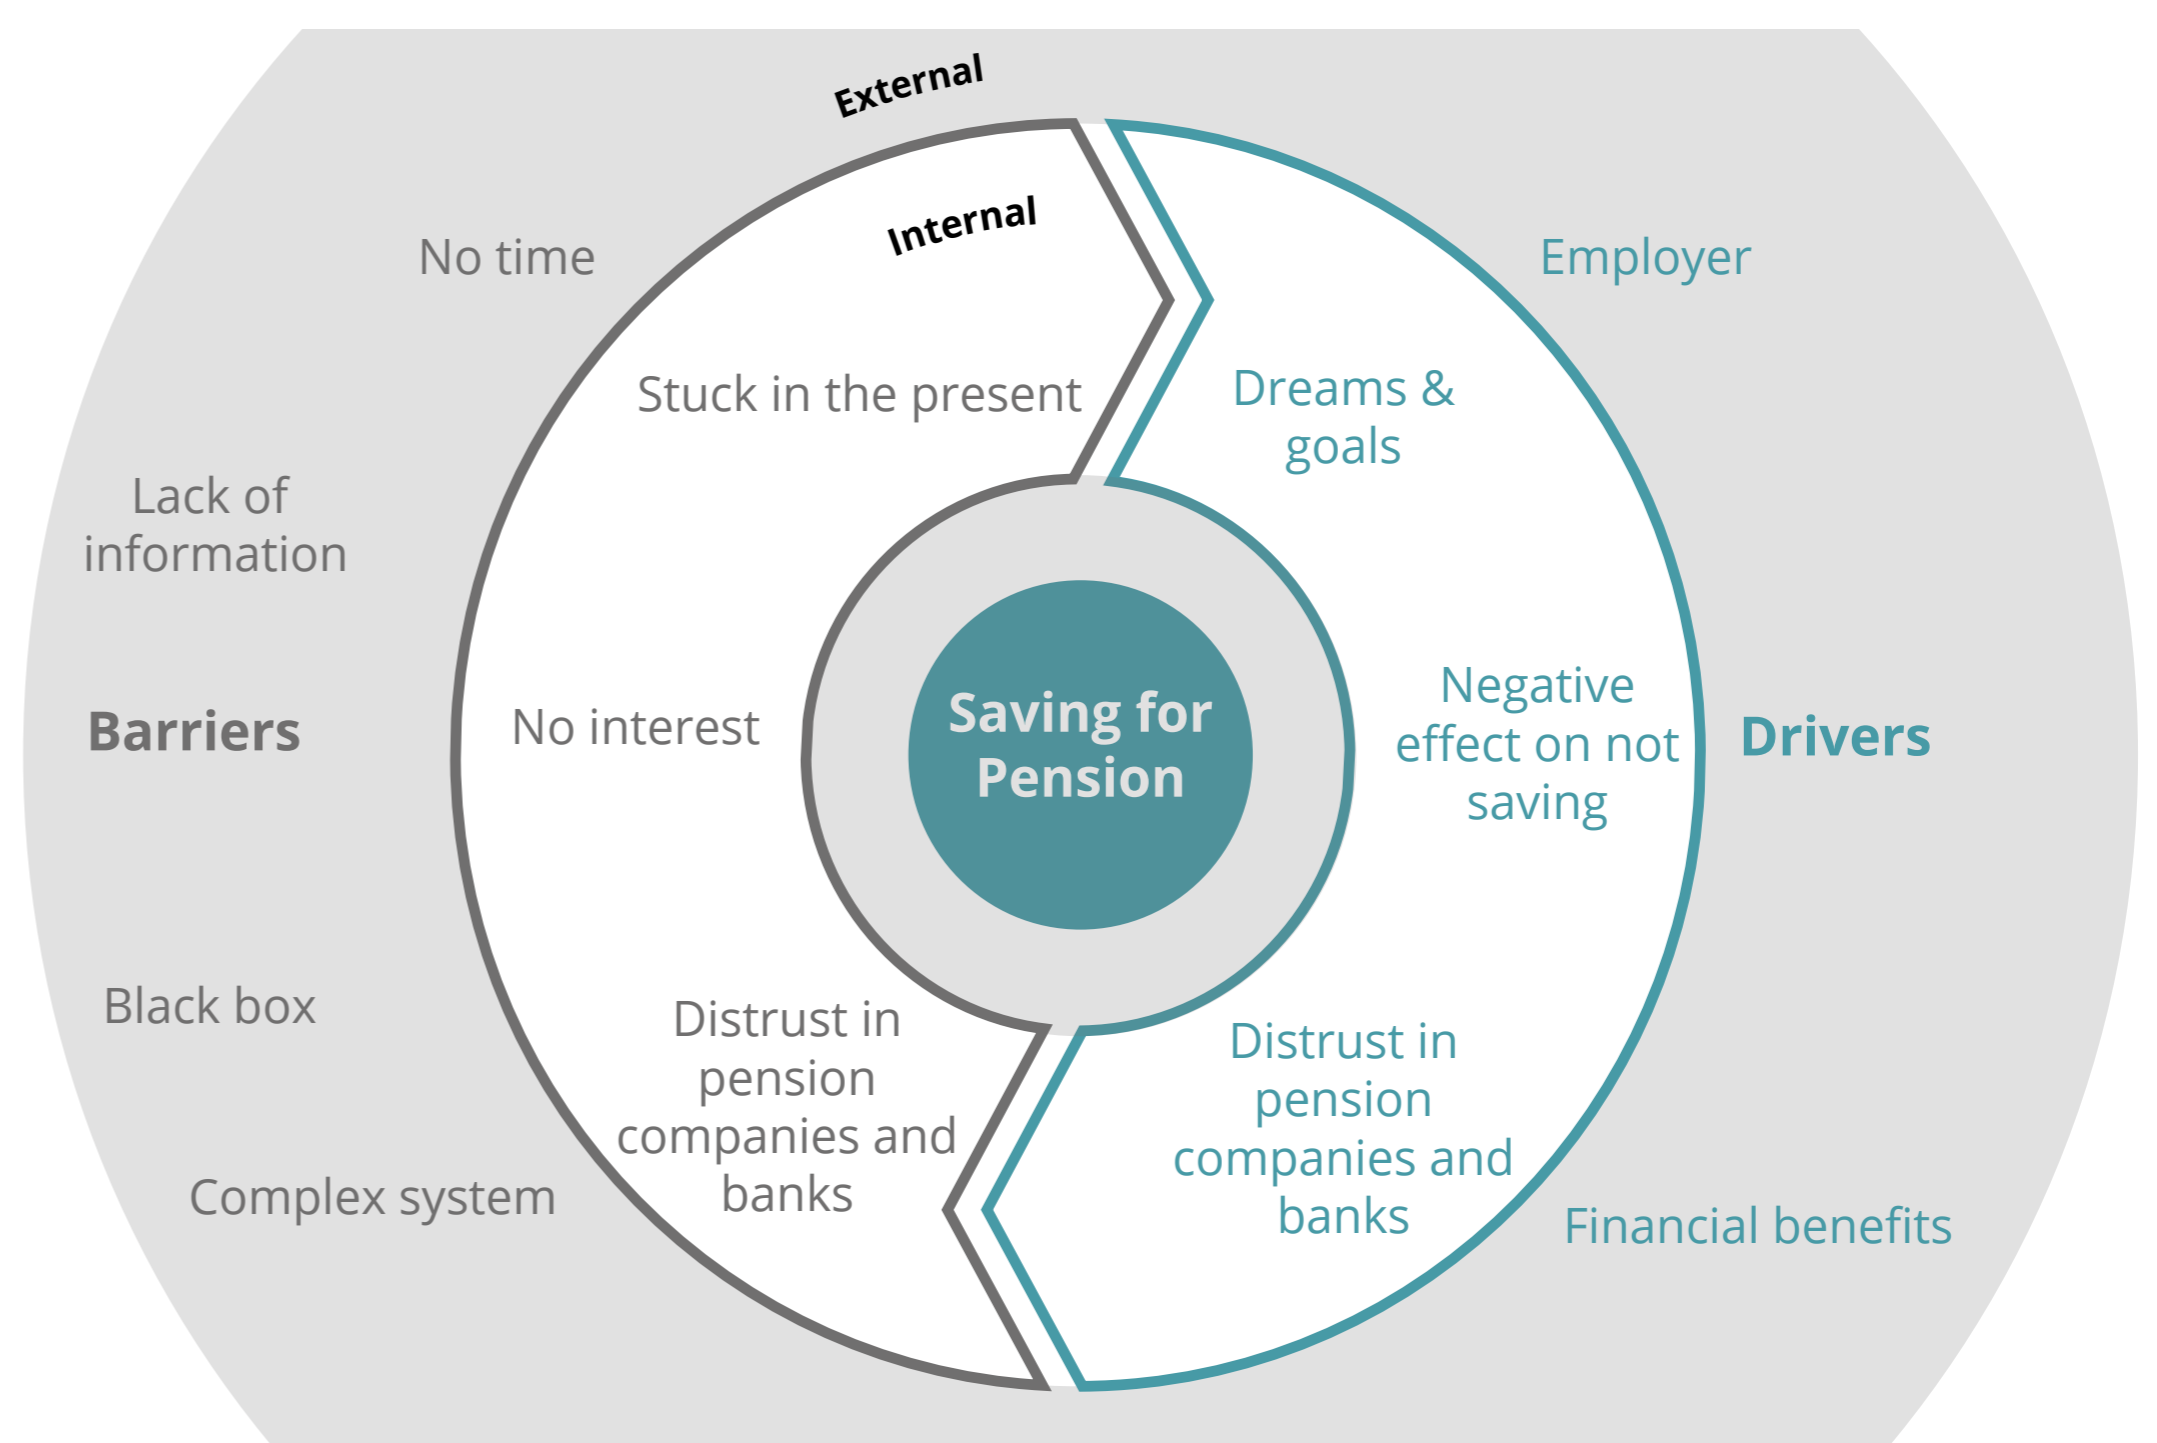 External
Internal
No time
Stuck in the present
Lack of
information
Barriers
No interest
Black box
Distrust in
pension
companies and
banks
Complex system
Saving for
Pension
Employer
Dreams &
goals
Negative
effect on not
saving
Drivers
Distrust in
pension
companies and
banks
Financial benefits